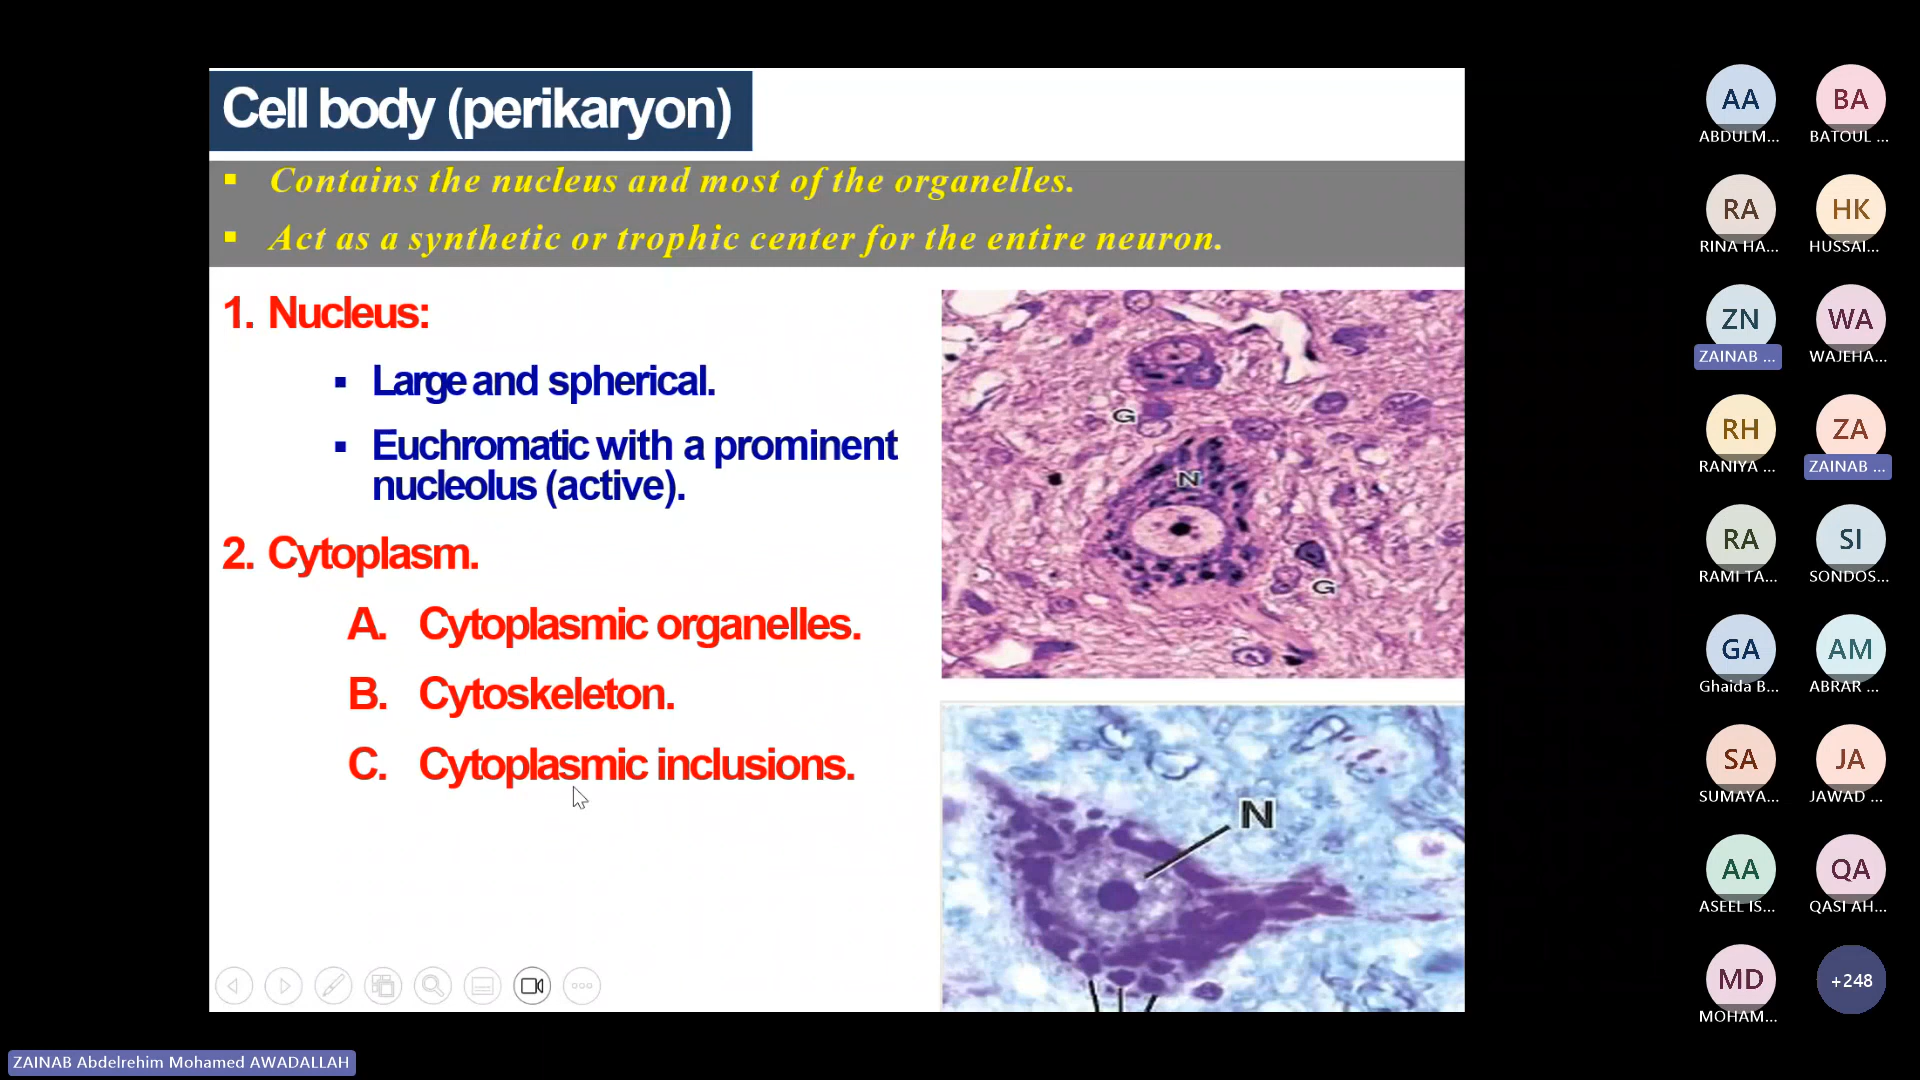 Cell body (perikaryon)
▪ Contains the nucleus and most of the organelles.
▪ Act as a synthetic or trophic center for the entire neuron.
1. Nucleus:
▪ Large and spherical.
▪ Euchromatic with a prominent
nucleolus (active).
2. Cytoplasm.
A. Cytoplasmic organelles.
B. Cytoskeleton.
C. Cytoplasmic inclusions.
G
N
G
N
AA
ABDULM...
BA
BATOUL ...
RA
RINA HA...
HK
HUSSAI...
ZN
ZAINAB ...
WA
WAJEHA...
RH
RANIYA ...
ZA
ZAINAB ...
RA
RAMI TA...
SI
SONDOS...
GA
Ghaida B...
AM
ABRAR ...
SA
SUMAYA...
JA
JAWAD ...
AA
ASEEL IS...
QA
QASI AH...
MD
MOHAM...
+248
ZAINAB Abdelrehim Mohamed AWADALLAH